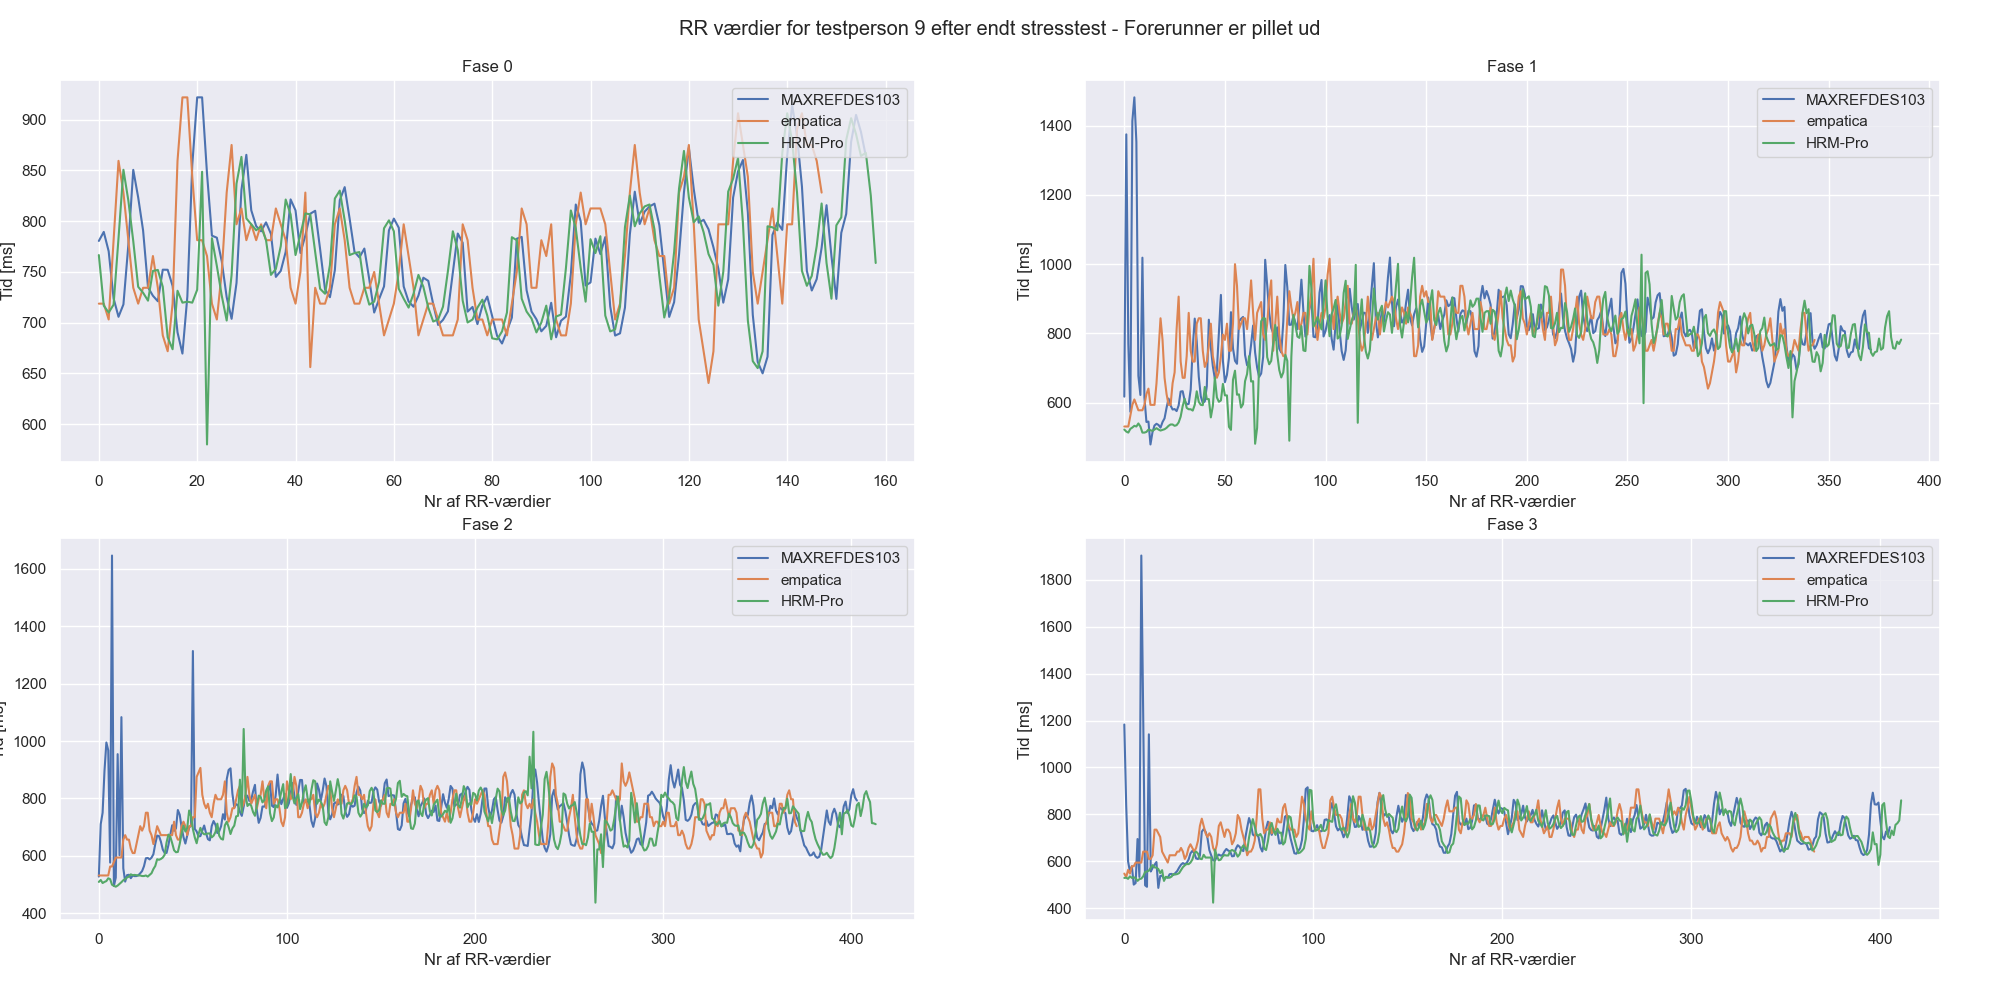 RR værdier for testperson 9 efter endt stresstest - Forerunner er pillet ud
Fase 0
MAXREFDES103
empatica
HRM-Pro
900
850
800
750
700
650
600
Tid [ms]
0 20 40 60 80 100 120 140 160
Nr af RR-værdier
Fase 1
MAXREFDES103
empatica
HRM-Pro
1400
1200
1000
800
600
Tid [ms]
0 50 100 150 200 250 300 350 400
Nr af RR-værdier
Fase 2
MAXREFDES103
empatica
HRM-Pro
1600
1400
1200
1000
800
600
400
Tid [ms]
0 100 200 300 400
Nr af RR-værdier
Fase 3
MAXREFDES103
empatica
HRM-Pro
1800
1600
1400
1200
1000
800
600
400
Tid [ms]
0 100 200 300 400
Nr af RR-værdier